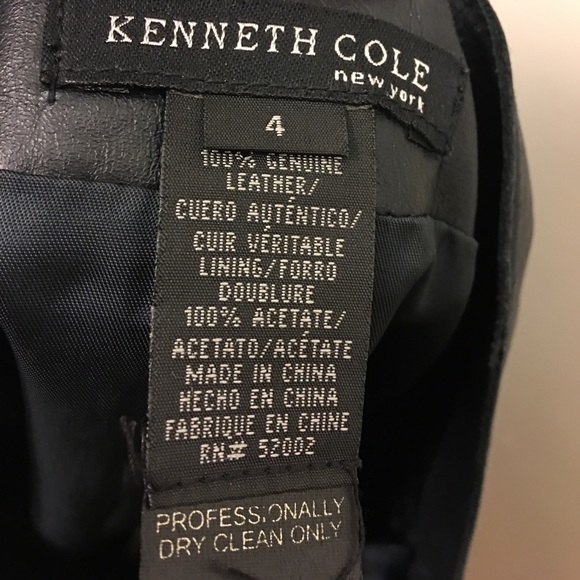 KENNETH COLE
new york
4
100% GENUINE
LEATHER/
CUERO AUTÉNTICO/
CUIR VÉRITABLE
LINING/FORRO
DOUBLURE
100% ACETATE/
ACETATO/ACÉTATE
MADE IN CHINA
HECHO EN CHINA
FABRIQUE EN CHINE
RN# 52002
PROFESSIONALLY
DRY CLEAN ONLY